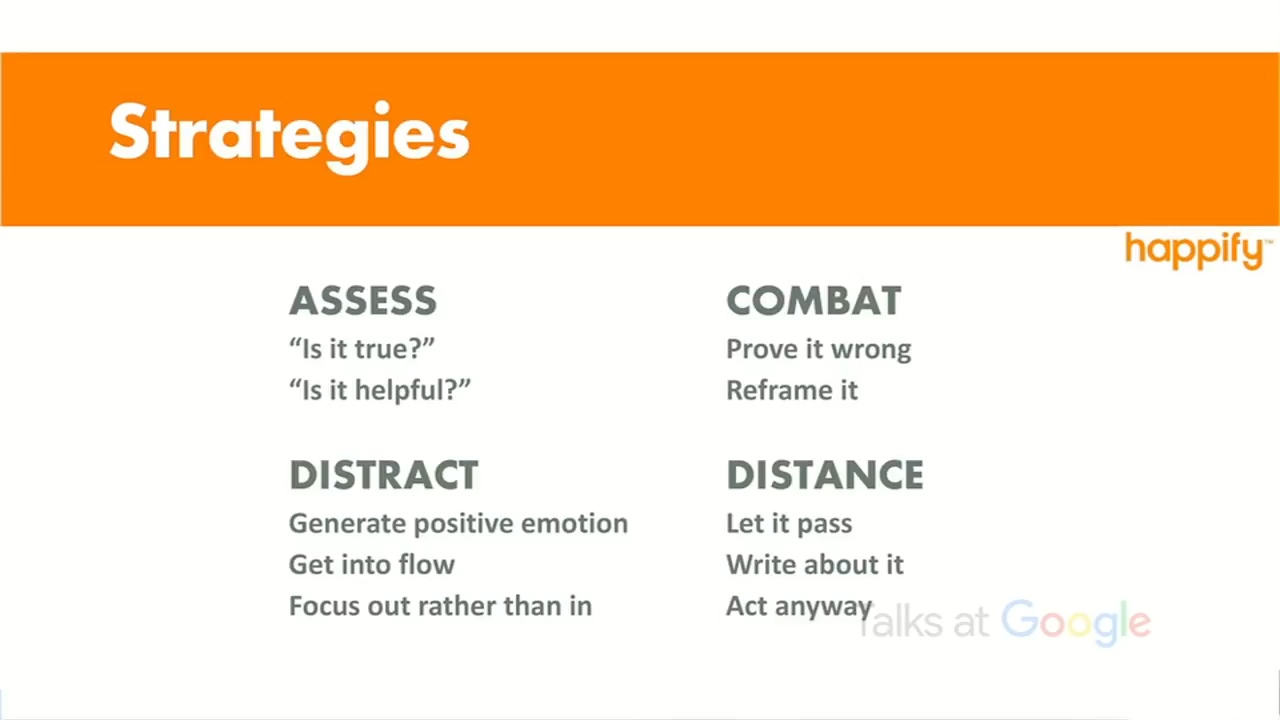 Strategies
happify™
ASSESS
“Is it true?”
“Is it helpful?”
COMBAT
Prove it wrong
Reframe it
DISTRACT
Generate positive emotion
Get into flow
Focus out rather than in
DISTANCE
Let it pass
Write about it
Act anyway
Talks at Google